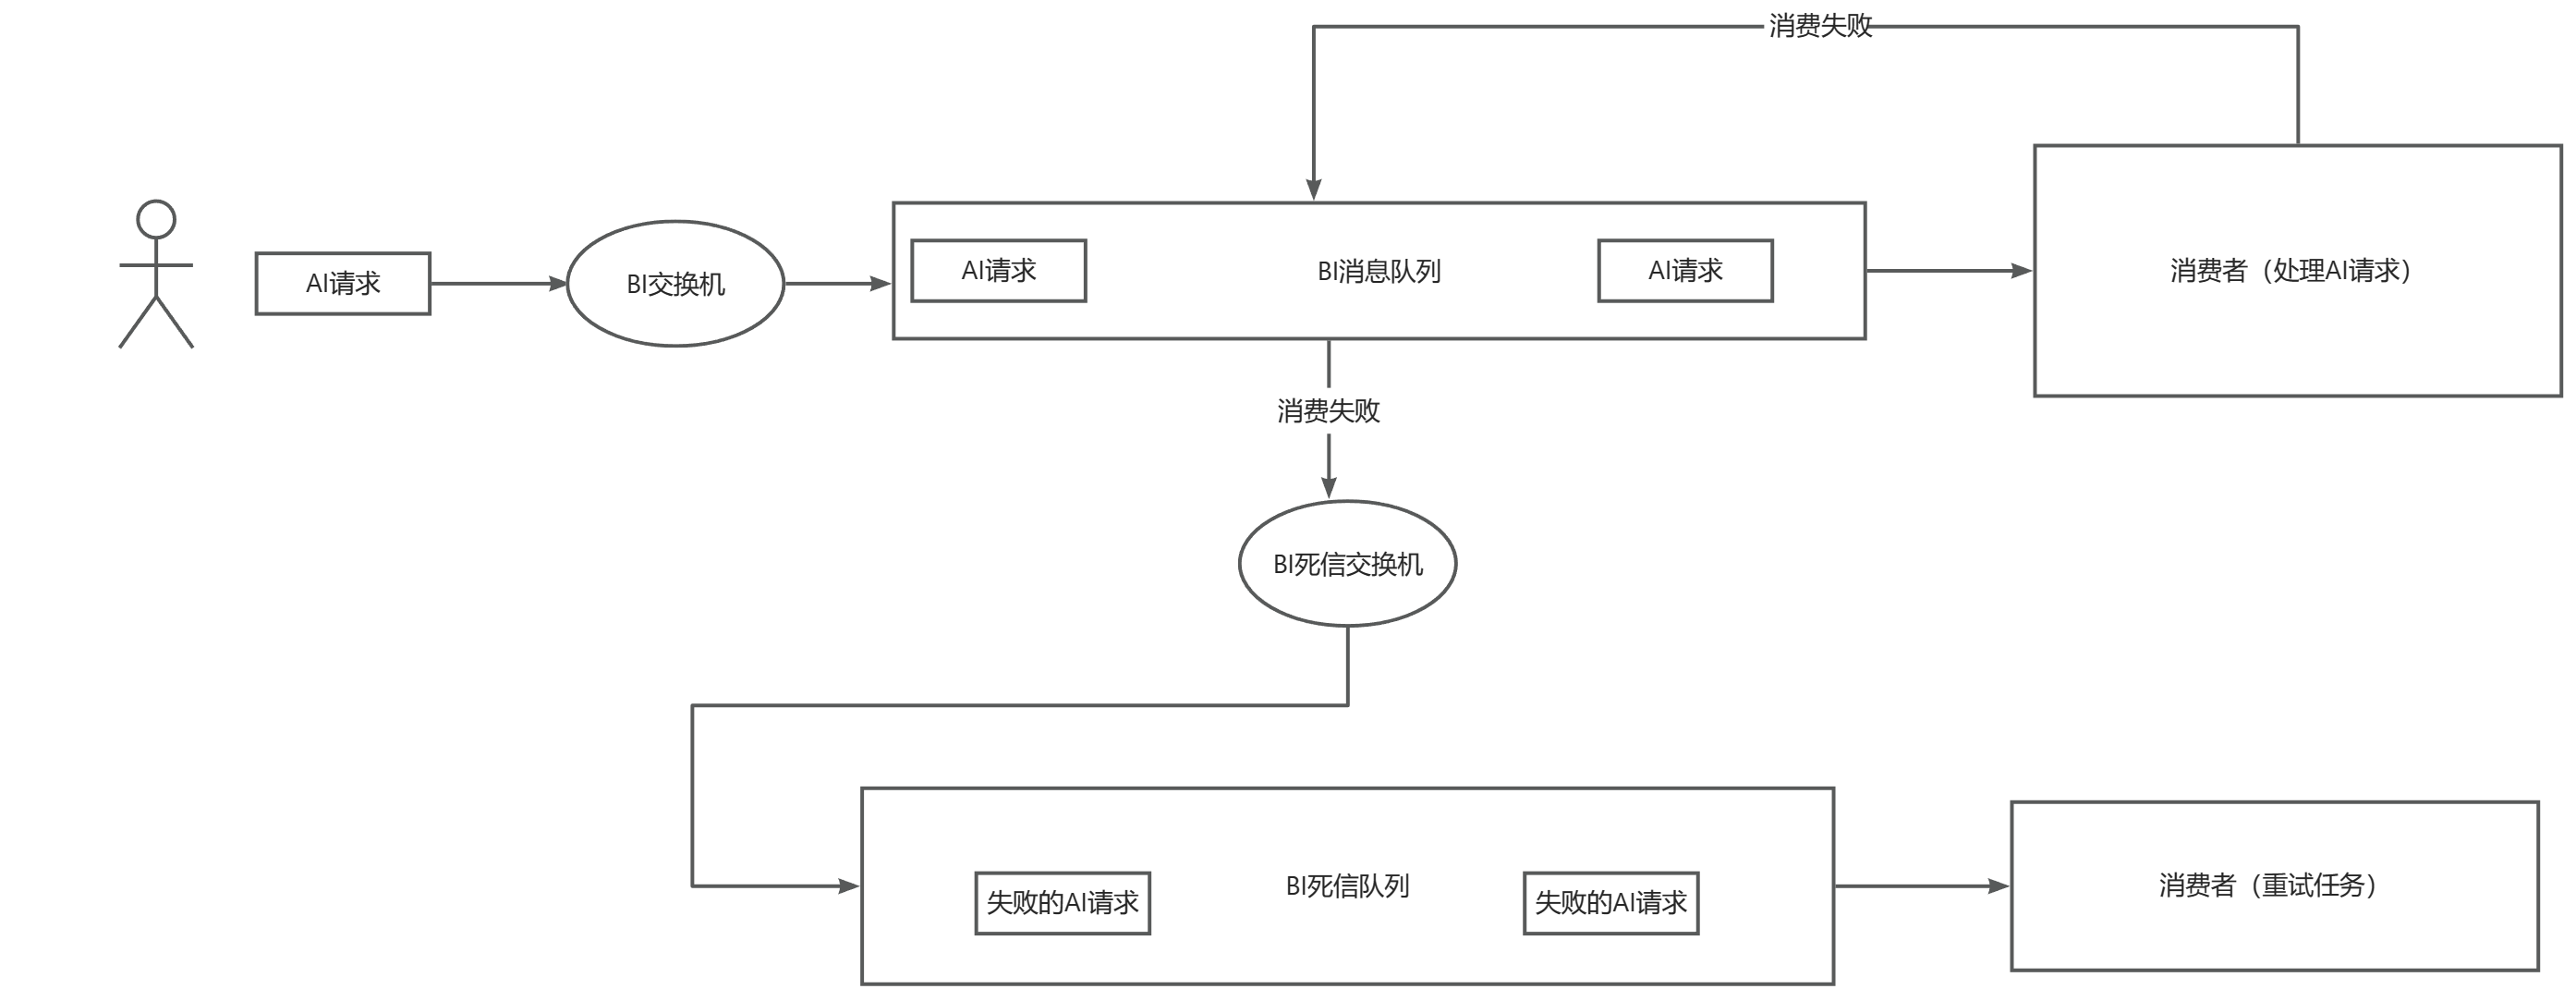 消费失败
AI请求
BI交换机
AI请求
BI消息队列
AI请求
消费者（处理AI请求）
消费失败
BI死信交换机
失败的AI请求
BI死信队列
失败的AI请求
消费者（重试任务）